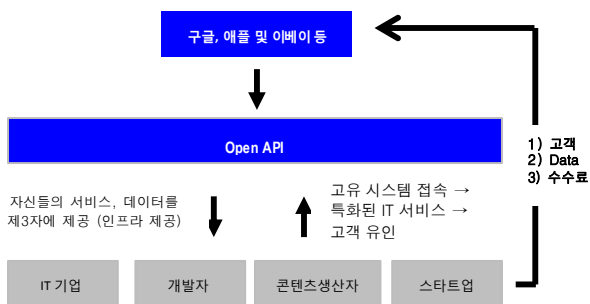 구글, 애플 및 이베이 등
Open API
1) 고객
2) Data
3) 수수료
자신들의 서비스, 데이터를
제3자에 제공 (인프라 제공)
고유 시스템 접속 →
특화된 IT 서비스 →
고객 유인
IT 기업
개발자
콘텐츠생산자
스타트업